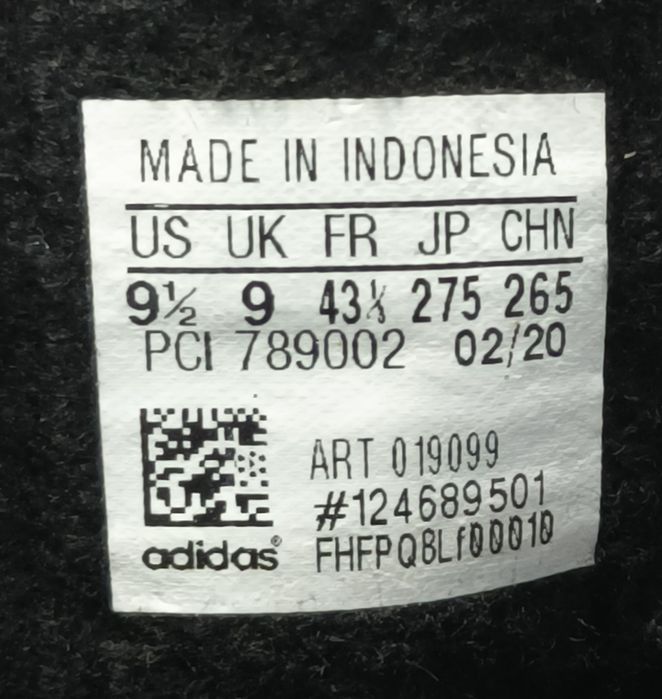 MADE IN INDONESIA
US UK FR JP CHN
9½ 9 43⅓ 275 265
PCI 789002 02/20
ART 019099
#124689501
adidas® FHFPQ8Lf00010